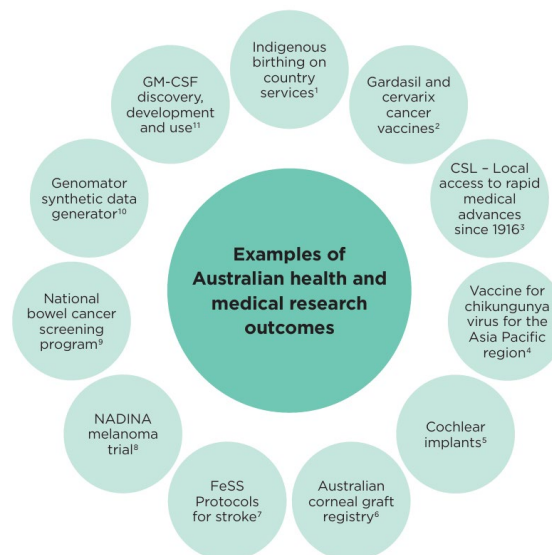 Indigenous
birthing on
country
services¹
Gardasil and
cervarix
cancer
vaccines²
CSL – Local
access to rapid
medical
advances
since 1916³
Vaccine for
chikungunya
virus for the
Asia Pacific
region⁴
Cochlear
implants⁵
Australian
corneal graft
registry⁶
FeSS
Protocols
for stroke⁷
NADINA
melanoma
trial⁸
National
bowel cancer
screening
program⁹
Genomator
synthetic data
generator¹⁰
GM-CSF
discovery,
development
and use¹¹
Examples of
Australian health and
medical research
outcomes